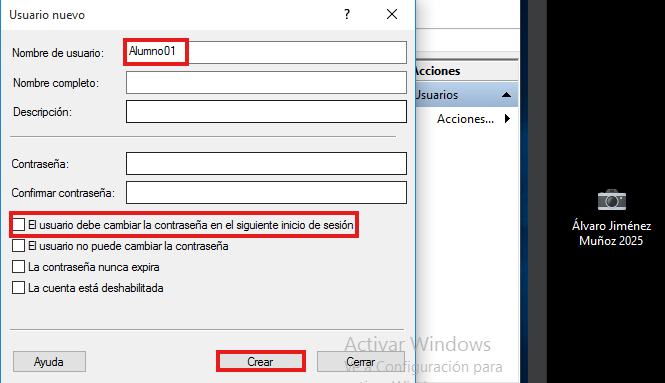 Usuario nuevo
Nombre de usuario:
Alumno01
Nombre completo:
Descripción:
Contraseña:
Confirmar contraseña:
El usuario debe cambiar la contraseña en el siguiente inicio de sesión
El usuario no puede cambiar la contraseña
La contraseña nunca expira
La cuenta está deshabilitada
Ayuda
Crear
Cerrar
Acciones
Usuarios
Acciones...
Álvaro Jiménez
Muñoz 2025
Activar Windows
Ve a Configuración para